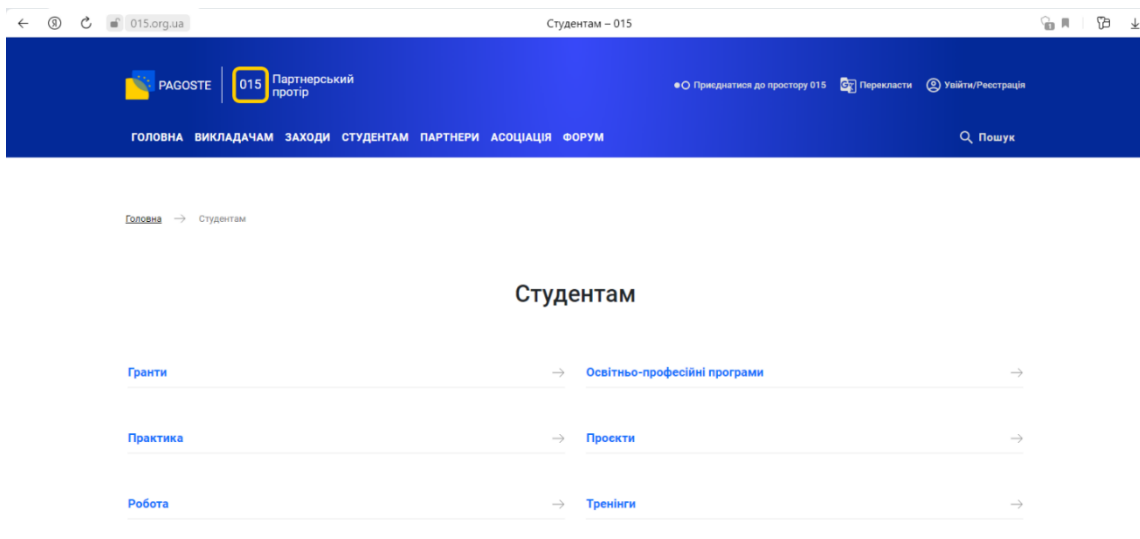 015.org.ua
Студентам – 015
PAGOSTE
015
Партнерський
протір
Приєднатися до простору 015
Перекласти
Увійти/Реєстрація
ГОЛОВНА ВИКЛАДАЧАМ ЗАХОДИ СТУДЕНТАМ ПАРТНЕРИ АСОЦІАЦІЯ ФОРУМ
Пошук
Головна → Студентам
Студентам
Гранти →
Освітньо-професійні програми →
Практика →
Проєкти →
Робота →
Тренінги →